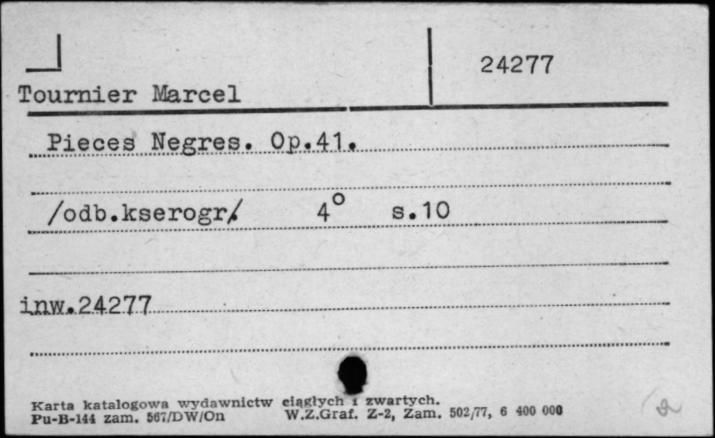 24277
Tournier Marcel
Pieces Negres. Op.41.
/odb.kserogr/. 4° s.10
inw.24277
Karta katalogowa wydawnictw ciągłych i zwartych.
Pu-B-144 zam. 567/DW/On W.Z.Graf. Z-2, Zam. 502/77, 6 400 000